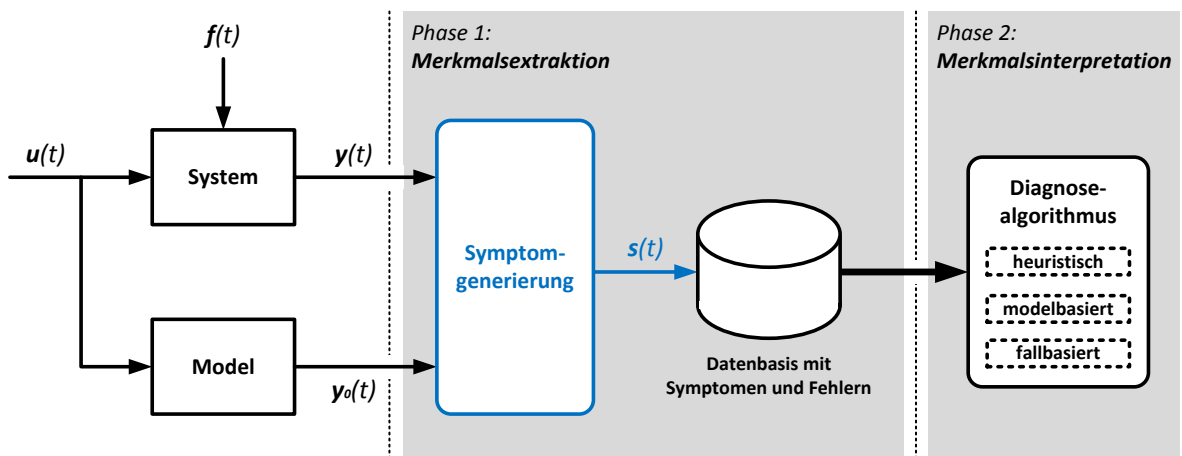 f(t)
u(t)
System
y(t)
Model
y₀(t)
Phase 1:
Merkmalsextraktion
Symptom-
generierung
s(t)
Datenbasis mit
Symptomen und Fehlern
Phase 2:
Merkmalsinterpretation
Diagnose-
algorithmus
heuristisch
modelbasiert
fallbasiert